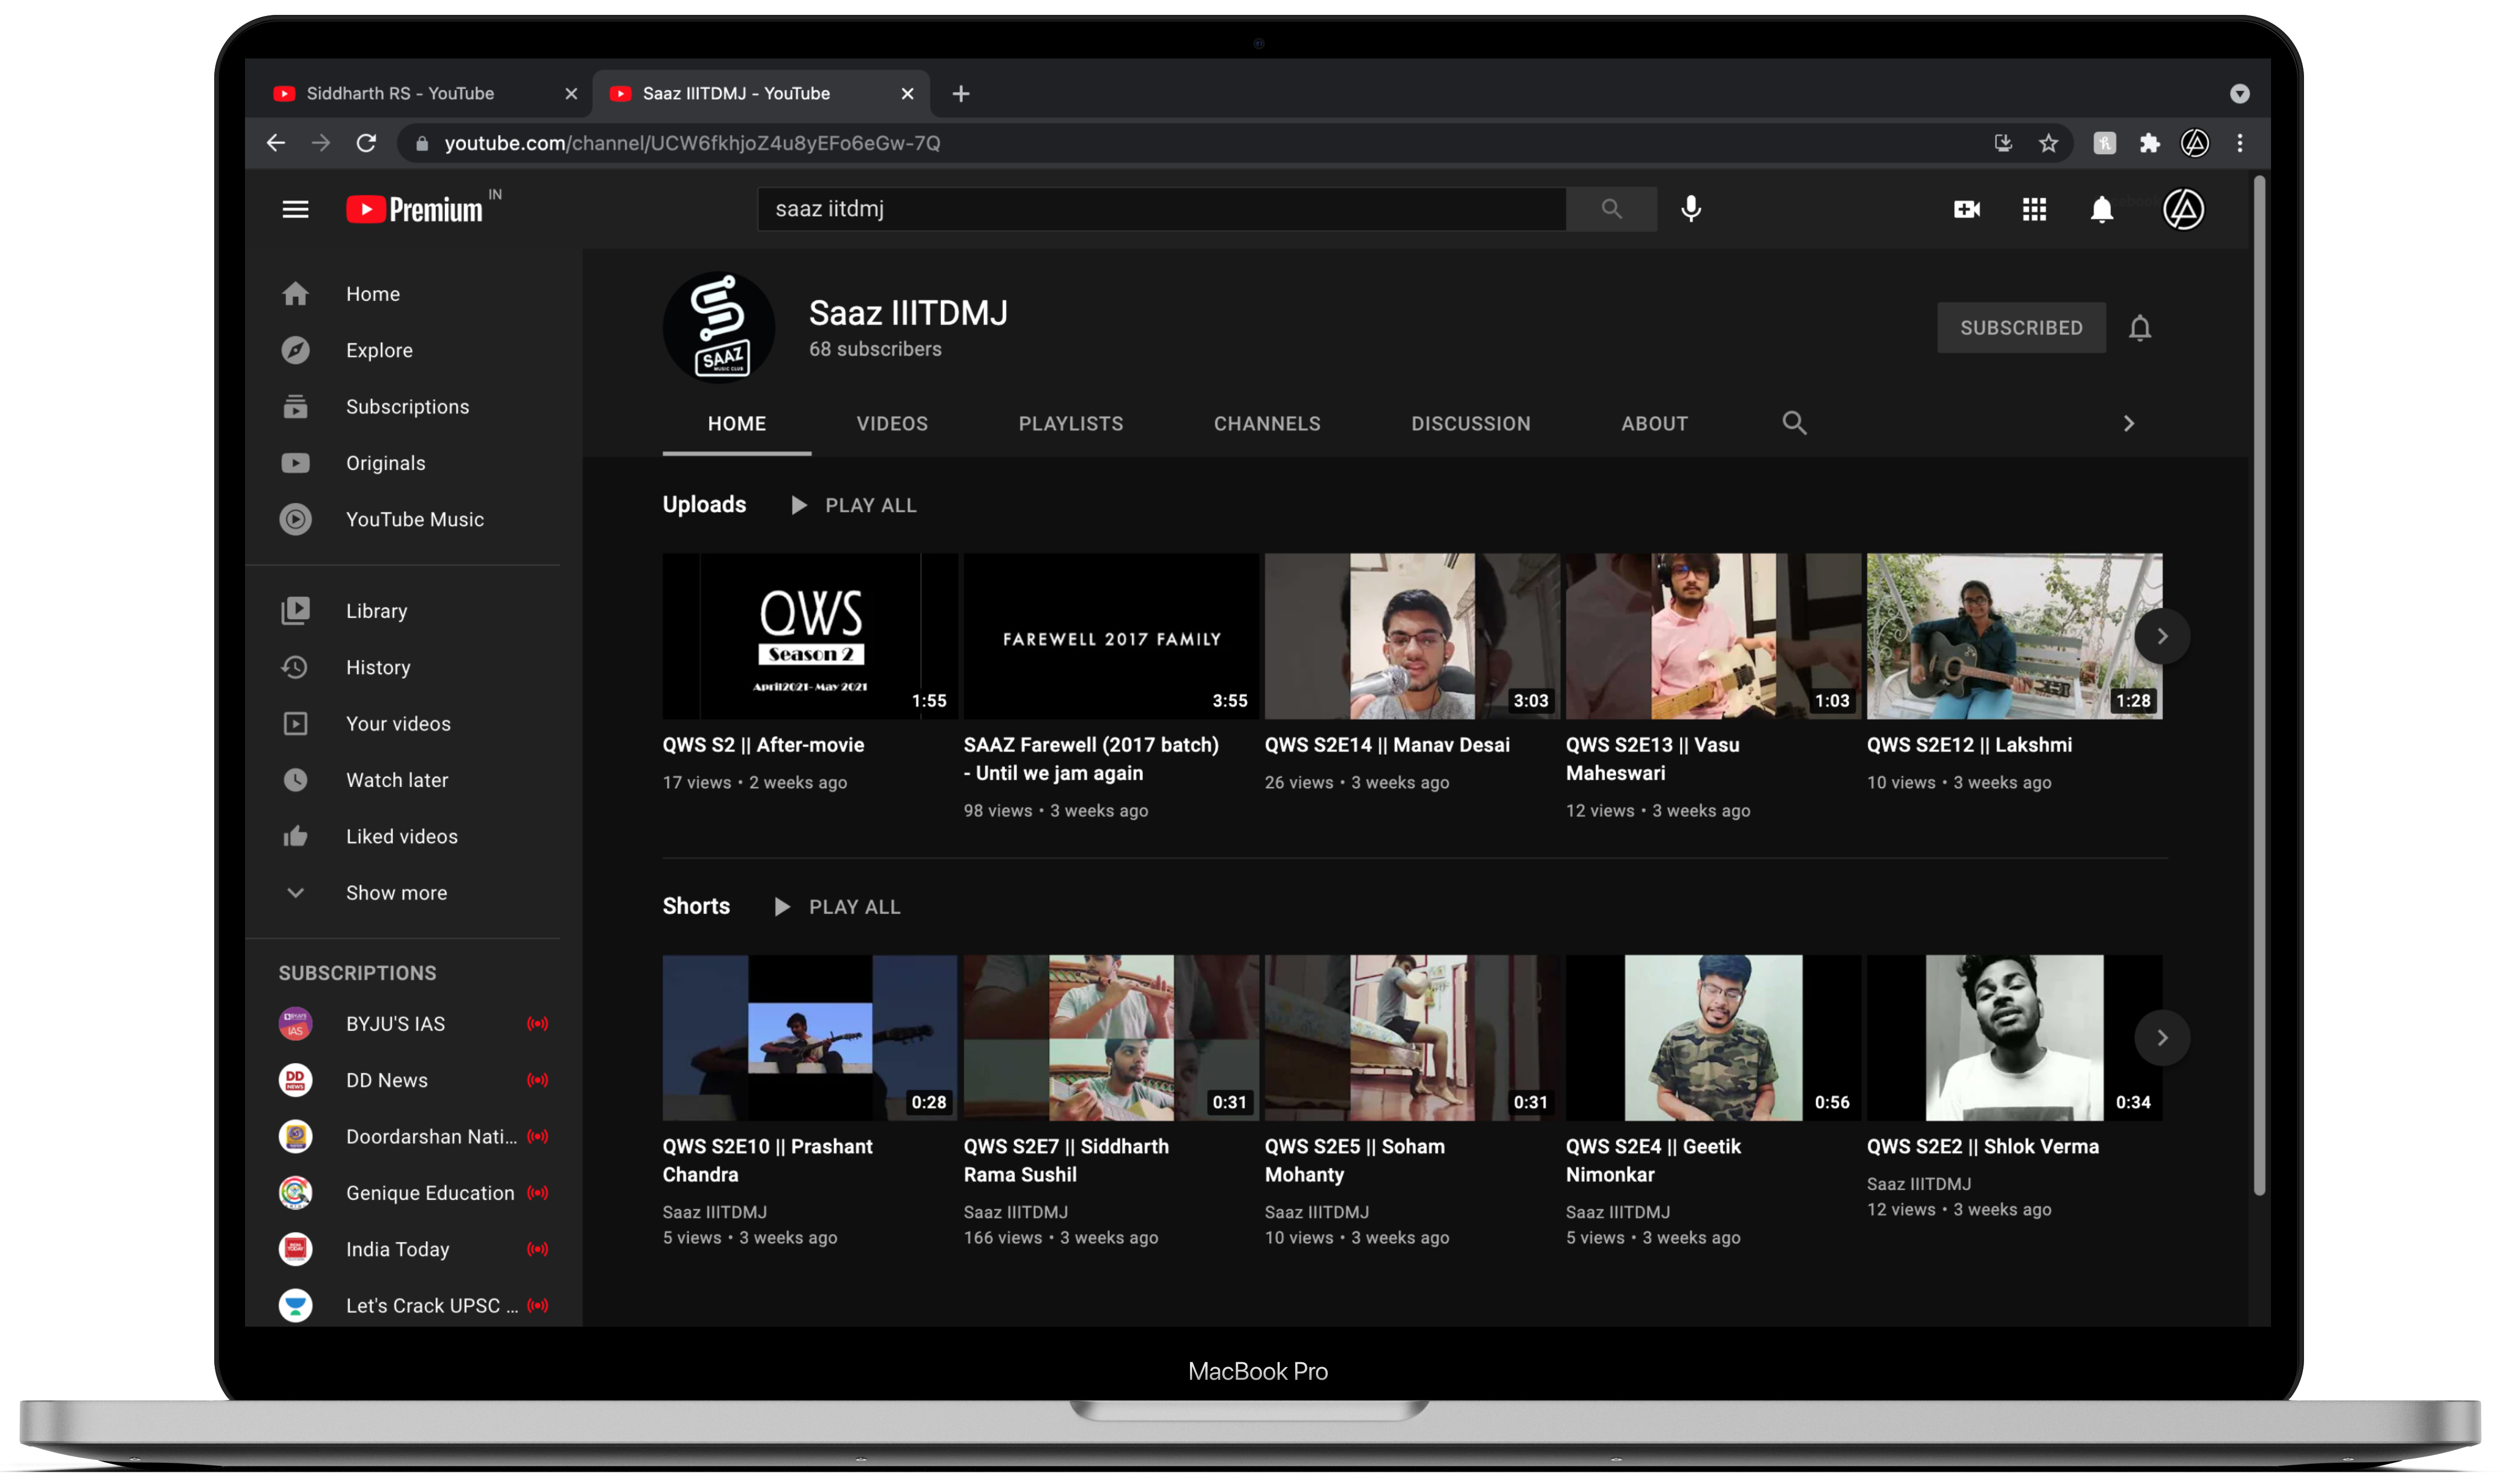 Siddharth RS - YouTube
Saaz IIITDMJ - YouTube
youtube.com/channel/UCW6fkhjoZ4u8yEFo6eGw-7Q
Premium IN
saaz iitdmj
Home
Explore
Subscriptions
Originals
YouTube Music
Library
History
Your videos
Watch later
Liked videos
Show more
SUBSCRIPTIONS
BYJU'S IAS
DD News
Doordarshan Nati...
Genique Education
India Today
Let's Crack UPSC ...
SAAZ
MUSIC CLUB
Saaz IIITDMJ
68 subscribers
SUBSCRIBED
HOME VIDEOS PLAYLISTS CHANNELS DISCUSSION ABOUT
Uploads PLAY ALL
QWS
Season 2
April2021-May 2021
1:55
FAREWELL 2017 FAMILY
3:55
3:03
1:03
1:28
QWS S2 || After-movie
17 views • 2 weeks ago
SAAZ Farewell (2017 batch)
- Until we jam again
98 views • 3 weeks ago
QWS S2E14 || Manav Desai
26 views • 3 weeks ago
QWS S2E13 || Vasu
Maheswari
12 views • 3 weeks ago
QWS S2E12 || Lakshmi
10 views • 3 weeks ago
Shorts PLAY ALL
0:28
0:31
0:31
0:56
0:34
QWS S2E10 || Prashant
Chandra
Saaz IIITDMJ
5 views • 3 weeks ago
QWS S2E7 || Siddharth
Rama Sushil
Saaz IIITDMJ
166 views • 3 weeks ago
QWS S2E5 || Soham
Mohanty
Saaz IIITDMJ
10 views • 3 weeks ago
QWS S2E4 || Geetik
Nimonkar
Saaz IIITDMJ
5 views • 3 weeks ago
QWS S2E2 || Shlok Verma
Saaz IIITDMJ
12 views • 3 weeks ago
MacBook Pro